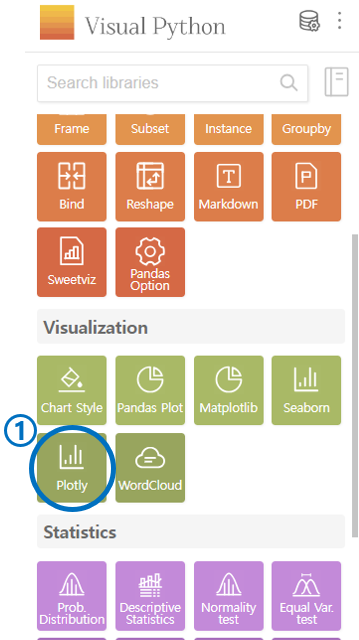 Visual Python
Search libraries
Frame Subset Instance Groupby
Bind Reshape Markdown PDF
Sweetviz Pandas
Option
Visualization
Chart Style Pandas Plot Matplotlib Seaborn
1
Plotly WordCloud
Statistics
Prob. Descriptive Normality Equal Var.
Distribution Statistics test test